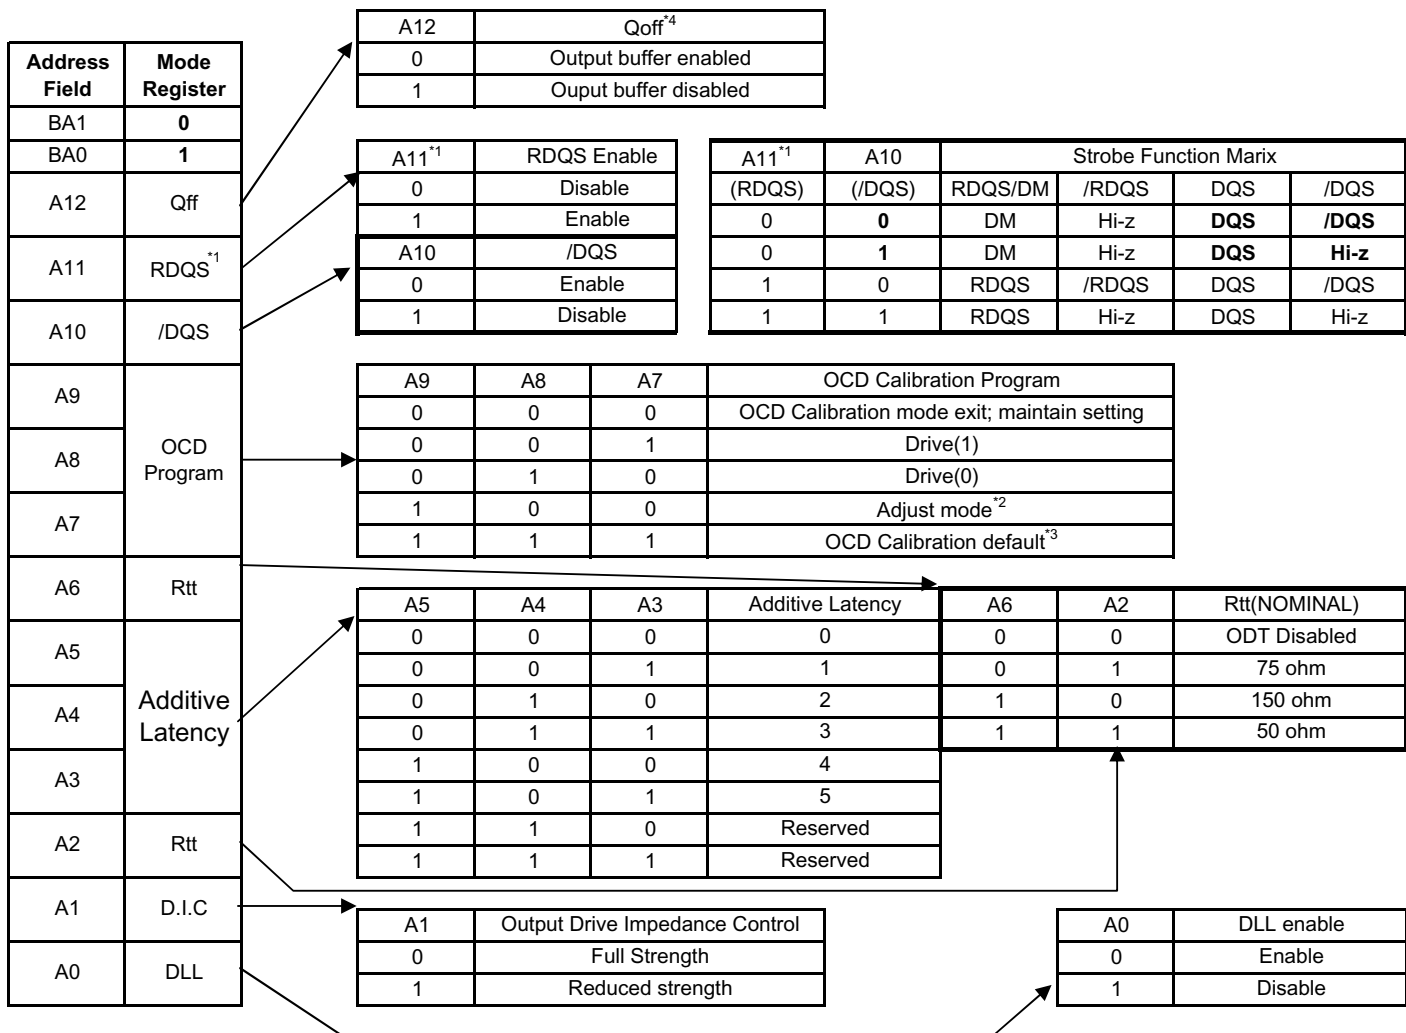 Address Field Mode Register
BA1 0
BA0 1
A12 Qff
A11 RDQS*1
A10 /DQS
A9
A8 OCD Program
A7
A6 Rtt
A5
A4 Additive Latency
A3
A2 Rtt
A1 D.I.C
A0 DLL
A12 Qoff*4
0 Output buffer enabled
1 Ouput buffer disabled
A11*1 RDQS Enable
0 Disable
1 Enable
A10 /DQS
0 Enable
1 Disable
A11*1 A10 Strobe Function Marix
(RDQS) (/DQS) RDQS/DM /RDQS DQS /DQS
0 0 DM Hi-z DQS /DQS
0 1 DM Hi-z DQS Hi-z
1 0 RDQS /RDQS DQS /DQS
1 1 RDQS Hi-z DQS Hi-z
A9 A8 A7 OCD Calibration Program
0 0 0 OCD Calibration mode exit; maintain setting
0 0 1 Drive(1)
0 1 0 Drive(0)
1 0 0 Adjust mode*2
1 1 1 OCD Calibration default*3
A5 A4 A3 Additive Latency
0 0 0 0
0 0 1 1
0 1 0 2
0 1 1 3
1 0 0 4
1 0 1 5
1 1 0 Reserved
1 1 1 Reserved
A6 A2 Rtt(NOMINAL)
0 0 ODT Disabled
0 1 75 ohm
1 0 150 ohm
1 1 50 ohm
A1 Output Drive Impedance Control
0 Full Strength
1 Reduced strength
A0 DLL enable
0 Enable
1 Disable